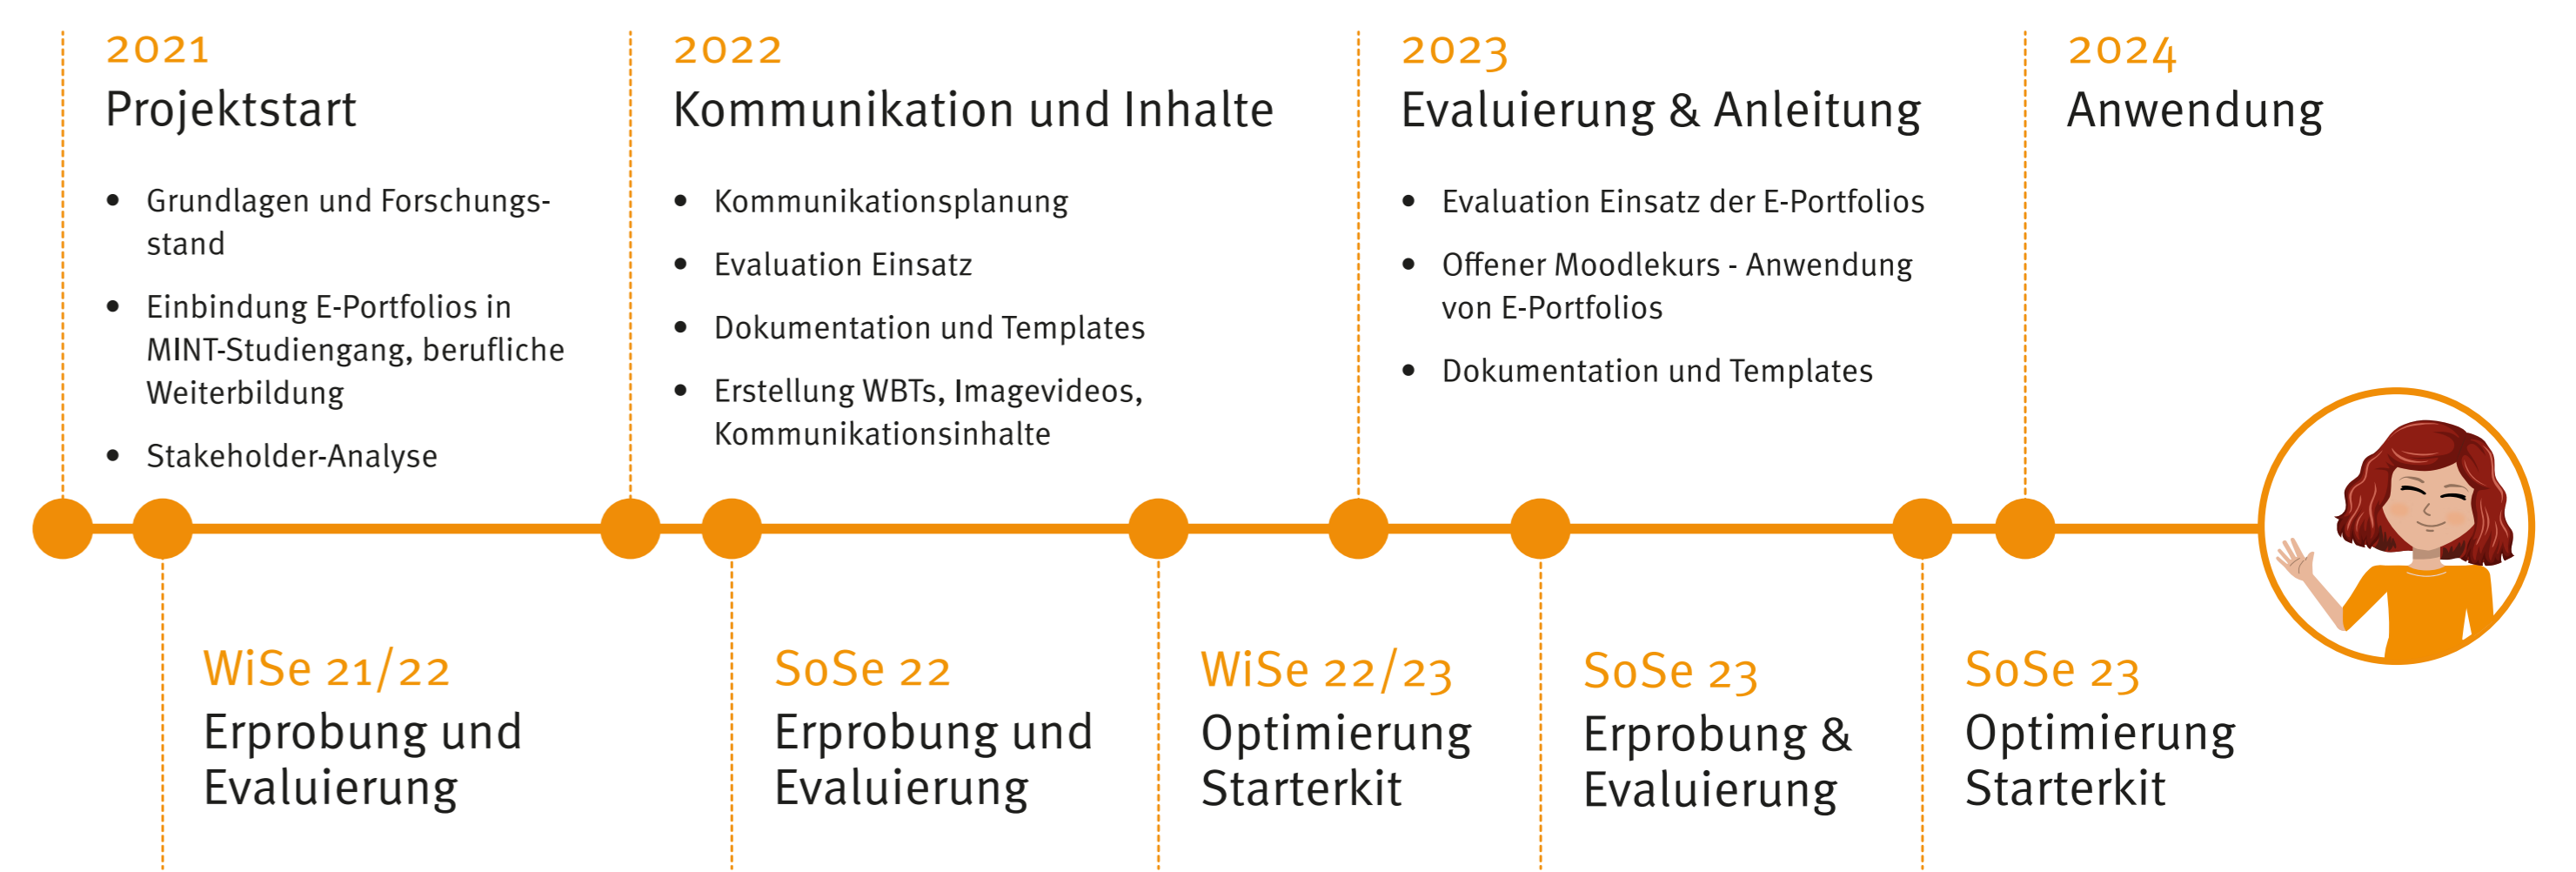 2021
Projektstart
• Grundlagen und Forschungs-
stand
• Einbindung E-Portfolios in
MINT-Studiengang, berufliche
Weiterbildung
• Stakeholder-Analyse
2022
Kommunikation und Inhalte
• Kommunikationsplanung
• Evaluation Einsatz
• Dokumentation und Templates
• Erstellung WBTs, Imagevideos,
Kommunikationsinhalte
2023
Evaluierung & Anleitung
• Evaluation Einsatz der E-Portfolios
• Offener Moodlekurs - Anwendung
von E-Portfolios
• Dokumentation und Templates
2024
Anwendung
WiSe 21/22
Erprobung und
Evaluierung
SoSe 22
Erprobung und
Evaluierung
WiSe 22/23
Optimierung
Starterkit
SoSe 23
Erprobung &
Evaluierung
SoSe 23
Optimierung
Starterkit